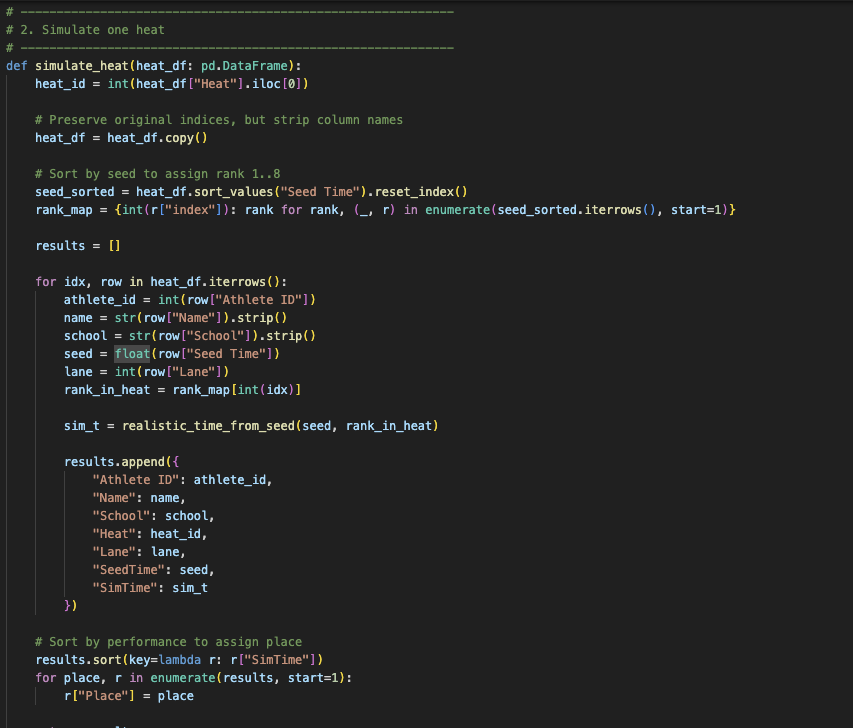 # ------------------------------------------------------------
# 2. Simulate one heat
# ------------------------------------------------------------
def simulate_heat(heat_df: pd.DataFrame):
    heat_id = int(heat_df["Heat"].iloc[0])

    # Preserve original indices, but strip column names
    heat_df = heat_df.copy()

    # Sort by seed to assign rank 1..8
    seed_sorted = heat_df.sort_values("Seed Time").reset_index()
    rank_map = {int(r["index"]): rank for rank, (_, r) in enumerate(seed_sorted.iterrows(), start=1)}

    results = []

    for idx, row in heat_df.iterrows():
        athlete_id = int(row["Athlete ID"])
        name = str(row["Name"]).strip()
        school = str(row["School"]).strip()
        seed = float(row["Seed Time"])
        lane = int(row["Lane"])
        rank_in_heat = rank_map[int(idx)]

        sim_t = realistic_time_from_seed(seed, rank_in_heat)

        results.append({
            "Athlete ID": athlete_id,
            "Name": name,
            "School": school,
            "Heat": heat_id,
            "Lane": lane,
            "SeedTime": seed,
            "SimTime": sim_t
        })

    # Sort by performance to assign place
    results.sort(key=lambda r: r["SimTime"])
    for place, r in enumerate(results, start=1):
        r["Place"] = place